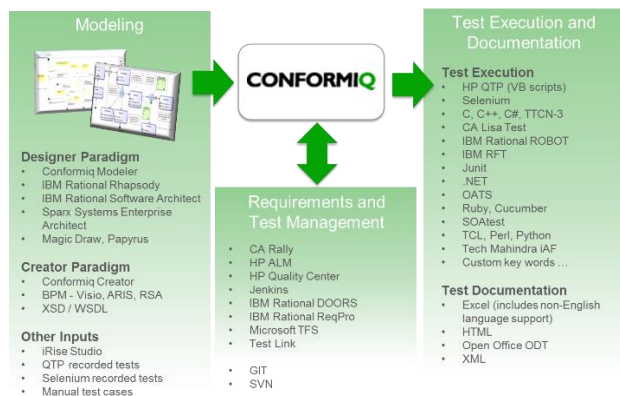 Modeling
Designer Paradigm
• Conformiq Modeler
• IBM Rational Rhapsody
• IBM Rational Software Architect
• Sparx Systems Enterprise
Architect
• Magic Draw, Papyrus
Creator Paradigm
• Conformiq Creator
• BPM - Visio, ARIS, RSA
• XSD / WSDL
Other Inputs
• iRise Studio
• QTP recorded tests
• Selenium recorded tests
• Manual test cases
CONFORMIQ
Requirements and
Test Management
• CA Rally
• HP ALM
• HP Quality Center
• Jenkins
• IBM Rational DOORS
• IBM Rational ReqPro
• Microsoft TFS
• Test Link
• GIT
• SVN
Test Execution and
Documentation
Test Execution
• HP QTP (VB scripts)
• Selenium
• C, C++, C#, TTCN-3
• CA Lisa Test
• IBM Rational ROBOT
• IBM RFT
• Junit
• .NET
• OATS
• Ruby, Cucumber
• SOAtest
• TCL, Perl, Python
• Tech Mahindra iAF
• Custom key words ...
Test Documentation
• Excel (includes non-English
language support)
• HTML
• Open Office ODT
• XML